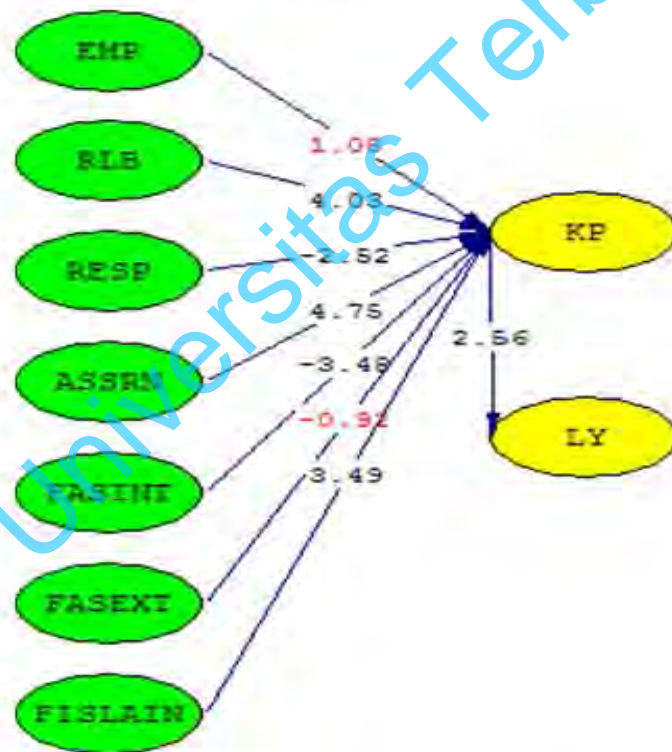 EMP
1.08
RLB
4.03
KP
RESP
-2.52
4.75
2.56
ASSRN
-3.48
-0.92
LY
FASINT
3.49
FASEXT
FISLAIN
Universitas Terb